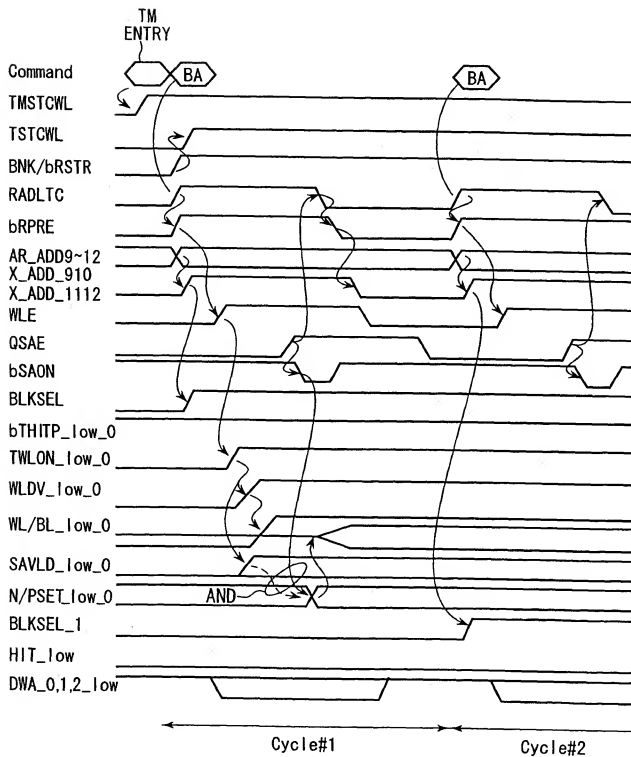 TM
ENTRY
Command
BA
BA
TMSTCWL
TSTCWL
BNK/bRSTR
RADLTC
bRPRE
AR_ADD9~12
X_ADD_910
X_ADD_1112
WLE
QSAE
bSAON
BLKSEL
bTHITP_low_0
TWLON_low_0
WLDV_low_0
WL/BL_low_0
SAVLD_low_0
N/PSET_low_0
AND
BLKSEL_1
HIT_low
DWA_0,1,2_low
Cycle#1
Cycle#2